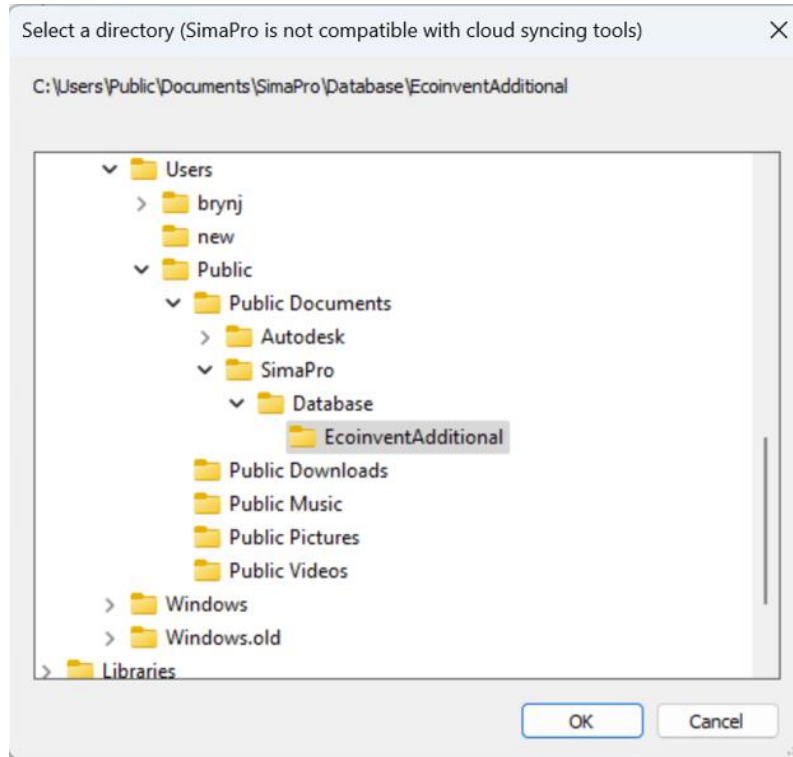 Select a directory (SimaPro is not compatible with cloud syncing tools)
C:\Users\Public\Documents\SimaPro\Database\EcoinventAdditional
Users
brynj
new
Public
Public Documents
Autodesk
SimaPro
Database
EcoinventAdditional
Public Downloads
Public Music
Public Pictures
Public Videos
Windows
Windows.old
Libraries
OK Cancel